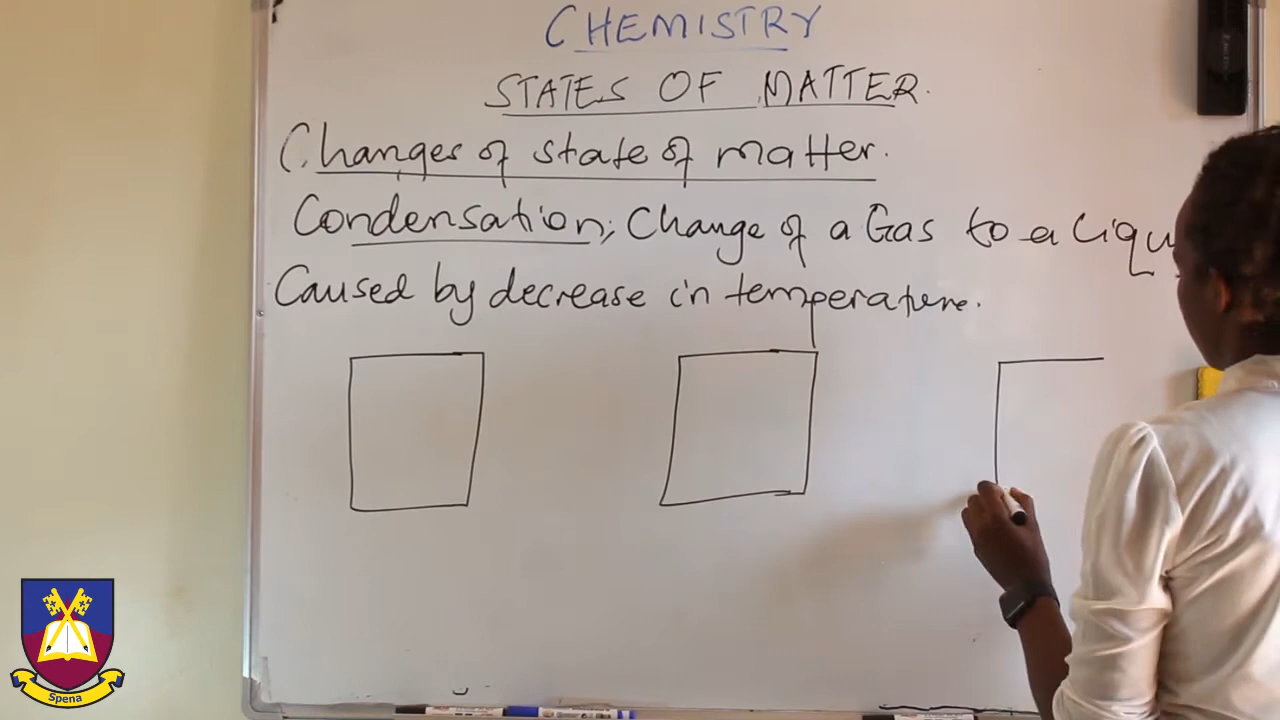 CHEMISTRY
STATES OF MATTER.
Changes of state of matter.
Condensation; Change of a Gas to a Liqu
Caused by decrease in temperature.
Spena